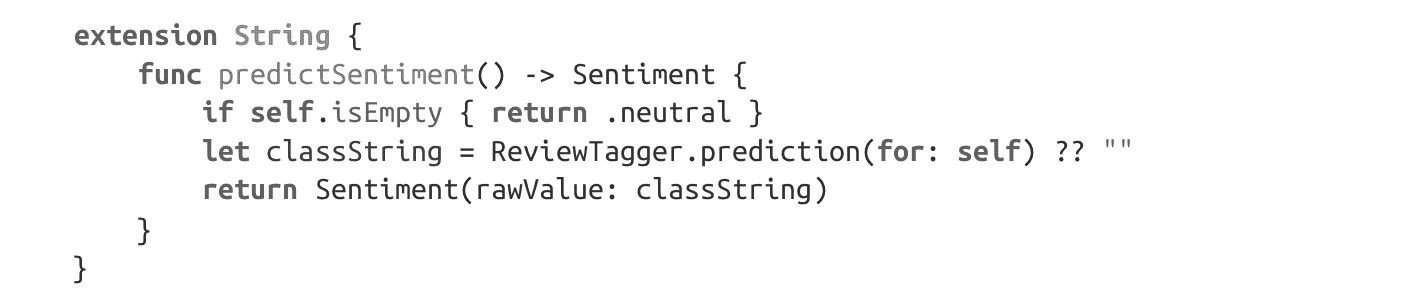 extension String {
    func predictSentiment() -> Sentiment {
        if self.isEmpty { return .neutral }
        let classString = ReviewTagger.prediction(for: self) ?? ""
        return Sentiment(rawValue: classString)
    }
}